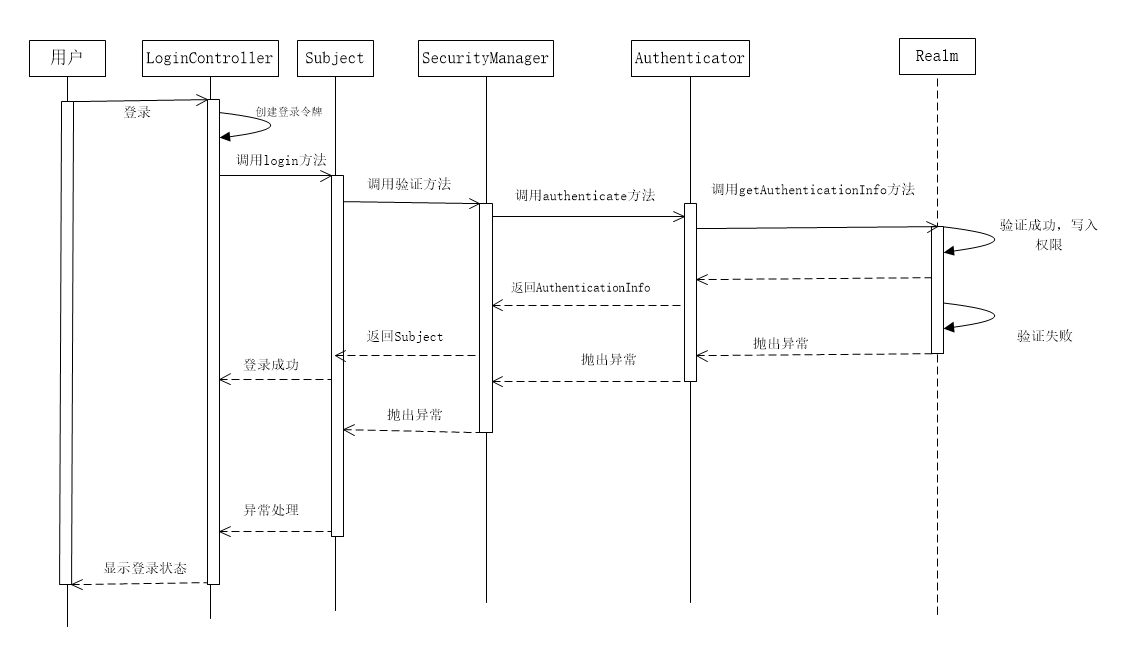 用户
LoginController
Subject
SecurityManager
Authenticator
Realm
登录
创建登录令牌
调用login方法
调用验证方法
调用authenticate方法
调用getAuthenticationInfo方法
验证成功，写入
权限
返回AuthenticationInfo
返回Subject
验证失败
抛出异常
抛出异常
登录成功
抛出异常
异常处理
显示登录状态